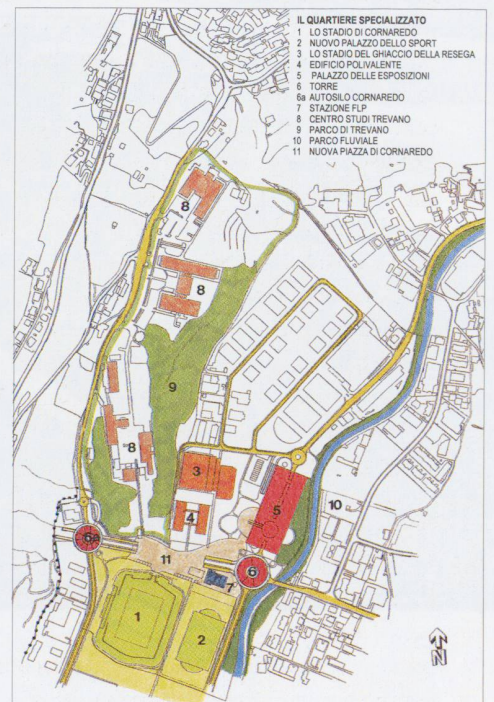 IL QUARTIERE SPECIALIZZATO
1 LO STADIO DI CORNAREDO
2 NUOVO PALAZZO DELLO SPORT
3 LO STADIO DEL GHIACCIO DELLA RESEGA
4 EDIFICIO POLIVALENTE
5 PALAZZO DELLE ESPOSIZIONI
6 TORRE
6a AUTOSILO CORNAREDO
7 STAZIONE FLP
8 CENTRO STUDI TREVANO
9 PARCO DI TREVANO
10 PARCO FLUVIALE
11 NUOVA PIAZZA DI CORNAREDO
8
8
9
8
3
5
10
4
6a
11
7
6
1
2
N